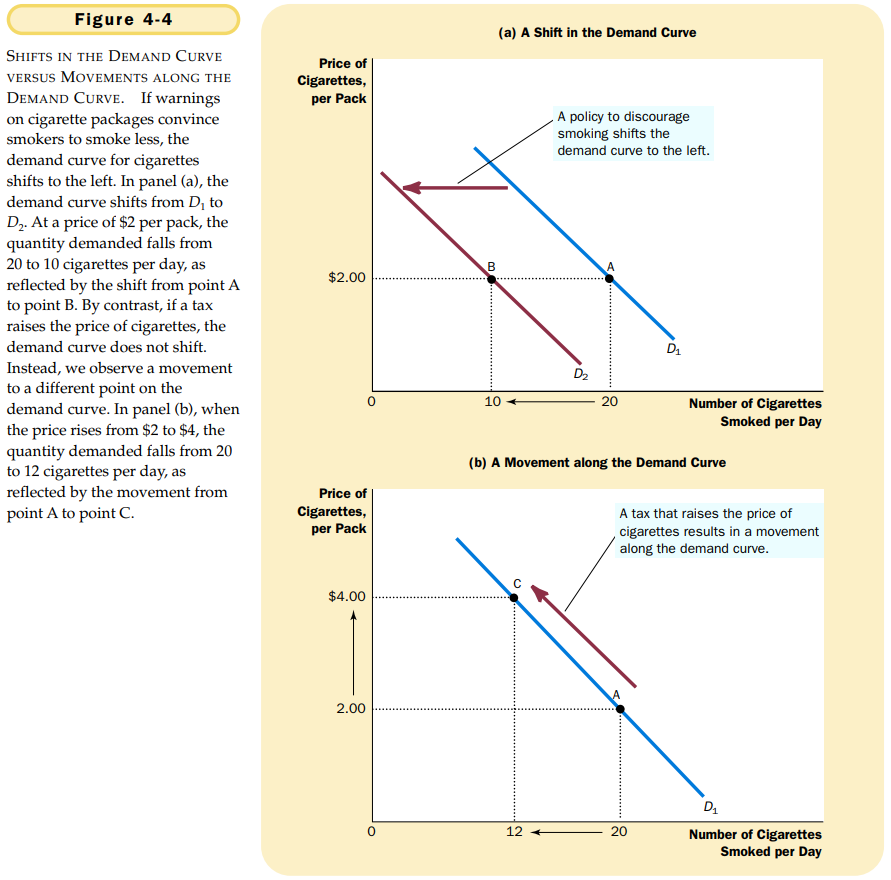 Figure 4-4
SHIFTS IN THE DEMAND CURVE
VERSUS MOVEMENTS ALONG THE
DEMAND CURVE. If warnings
on cigarette packages convince
smokers to smoke less, the
demand curve for cigarettes
shifts to the left. In panel (a), the
demand curve shifts from D₁ to
D₂. At a price of $2 per pack, the
quantity demanded falls from
20 to 10 cigarettes per day, as
reflected by the shift from point A
to point B. By contrast, if a tax
raises the price of cigarettes, the
demand curve does not shift.
Instead, we observe a movement
to a different point on the
demand curve. In panel (b), when
the price rises from $2 to $4, the
quantity demanded falls from 20
to 12 cigarettes per day, as
reflected by the movement from
point A to point C.
(a) A Shift in the Demand Curve
Price of
Cigarettes,
per Pack
A policy to discourage
smoking shifts the
demand curve to the left.
B
A
$2.00
D₁
D₂
0
10
20
Number of Cigarettes
Smoked per Day
(b) A Movement along the Demand Curve
Price of
Cigarettes,
per Pack
A tax that raises the price of
cigarettes results in a movement
along the demand curve.
C
$4.00
A
2.00
D₁
0
12
20
Number of Cigarettes
Smoked per Day